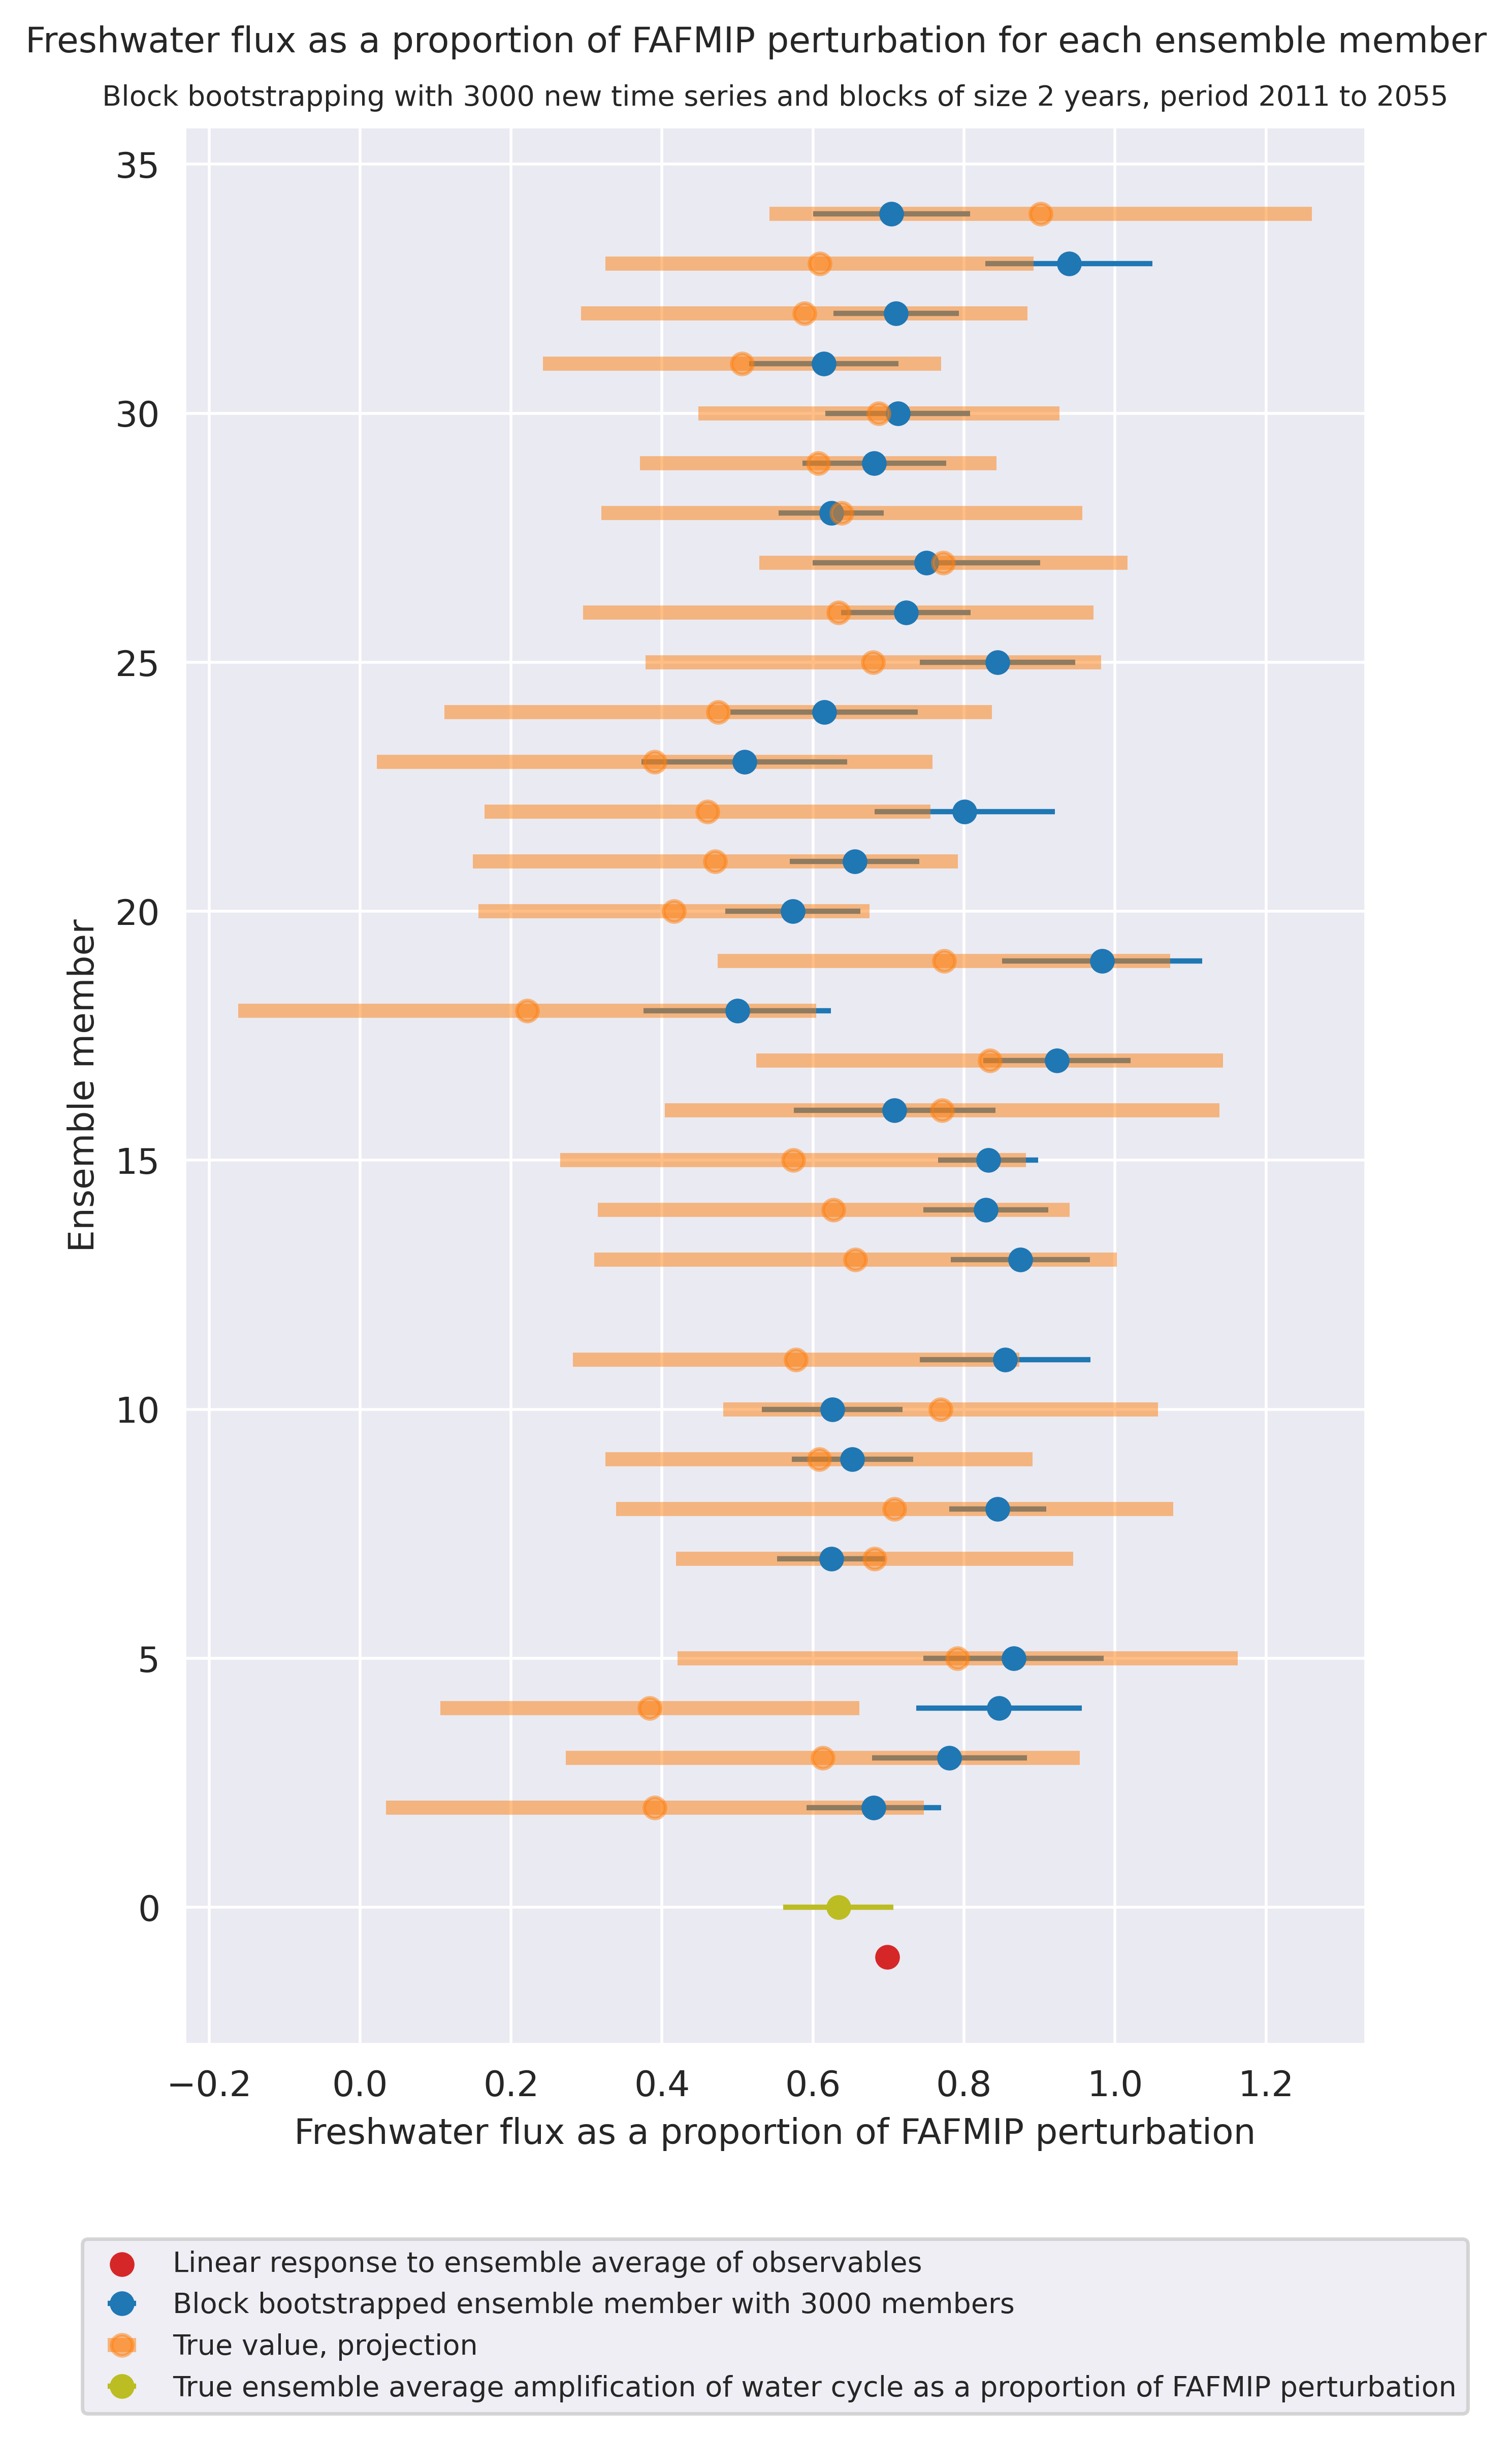 Freshwater flux as a proportion of FAFMIP perturbation for each ensemble member
Block bootstrapping with 3000 new time series and blocks of size 2 years, period 2011 to 2055
35
30
25
20
15
10
5
0
Ensemble member
−0.2 0.0 0.2 0.4 0.6 0.8 1.0 1.2
Freshwater flux as a proportion of FAFMIP perturbation
Linear response to ensemble average of observables
Block bootstrapped ensemble member with 3000 members
True value, projection
True ensemble average amplification of water cycle as a proportion of FAFMIP perturbation